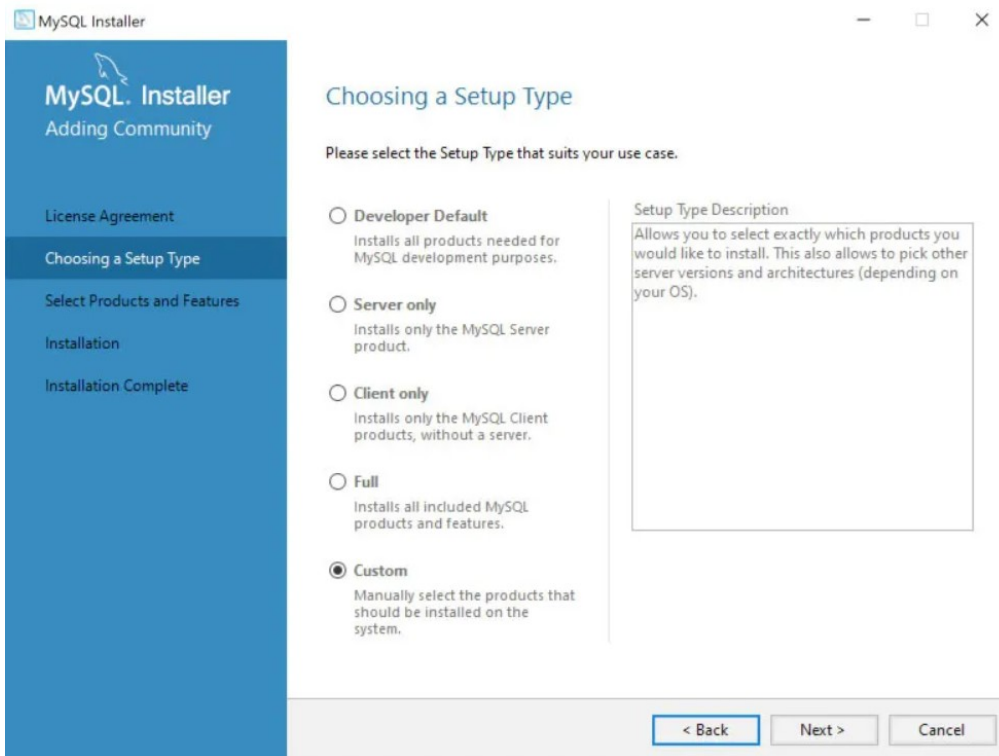 MySQL Installer
MySQL. Installer
Adding Community
License Agreement
Choosing a Setup Type
Select Products and Features
Installation
Installation Complete
Choosing a Setup Type
Please select the Setup Type that suits your use case.
Developer Default
Installs all products needed for
MySQL development purposes.
Server only
Installs only the MySQL Server
product.
Client only
Installs only the MySQL Client
products, without a server.
Full
Installs all included MySQL
products and features.
Custom
Manually select the products that
should be installed on the
system.
Setup Type Description
Allows you to select exactly which products you
would like to install. This also allows to pick other
server versions and architectures (depending on
your OS).
< Back
Next >
Cancel